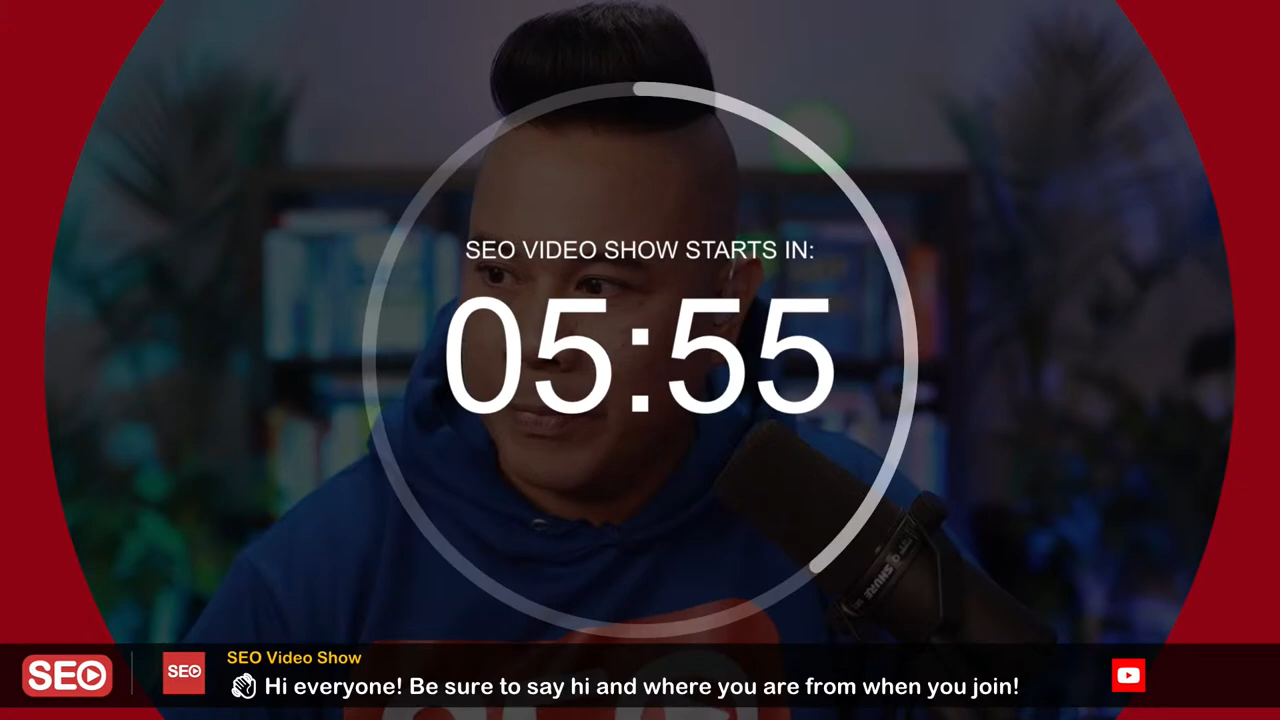 SEO VIDEO SHOW STARTS IN:
05:55
SHURE
SEO
SEO
SEO Video Show
👋 Hi everyone! Be sure to say hi and where you are from when you join!